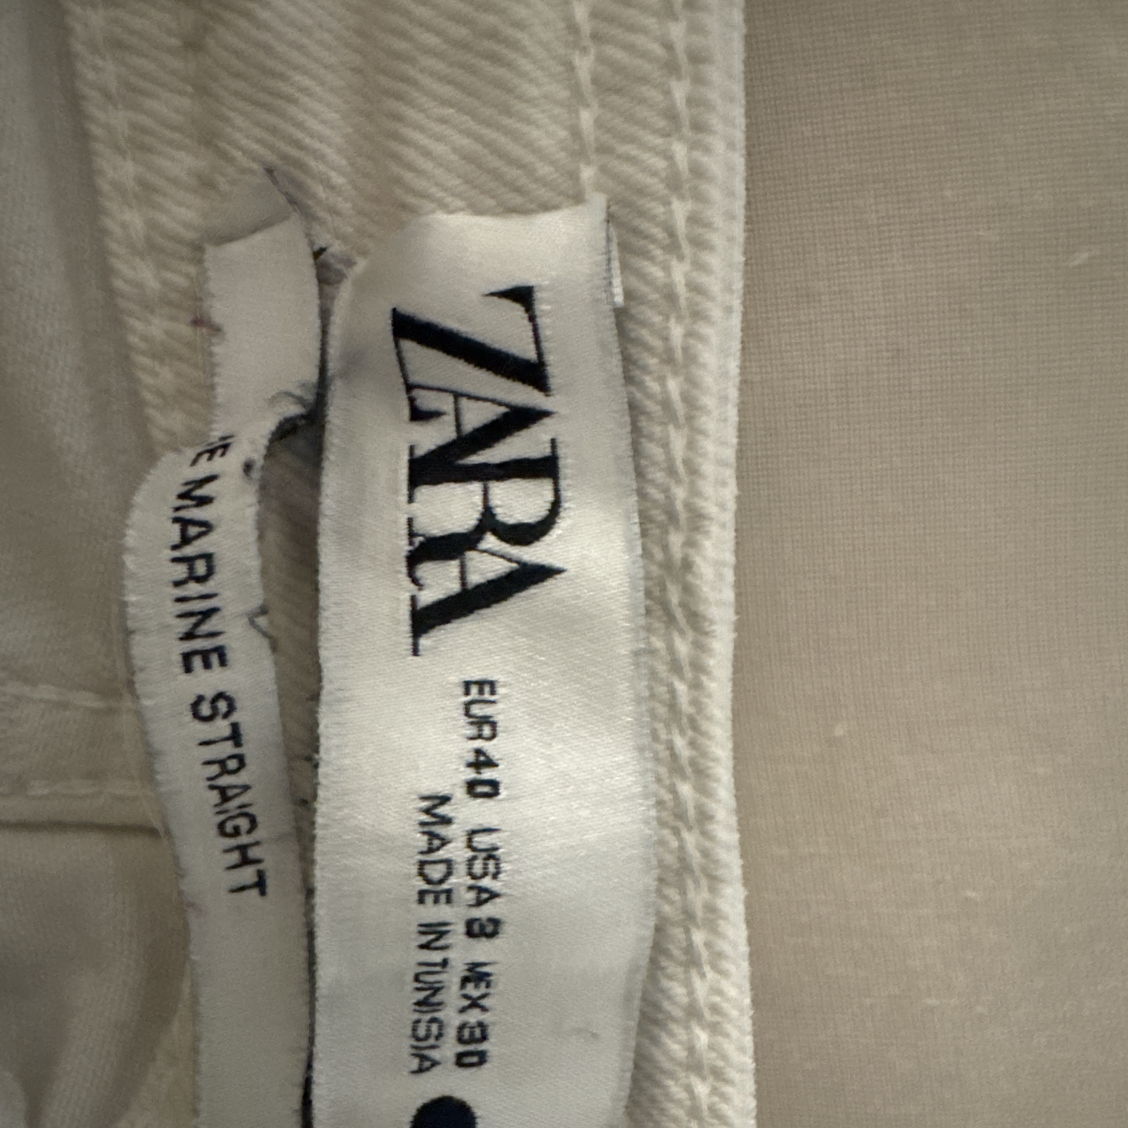 ZARA
EUR 40 USA 8 MEX 30
MADE IN TUNISIA
MARINE STRAIGHT